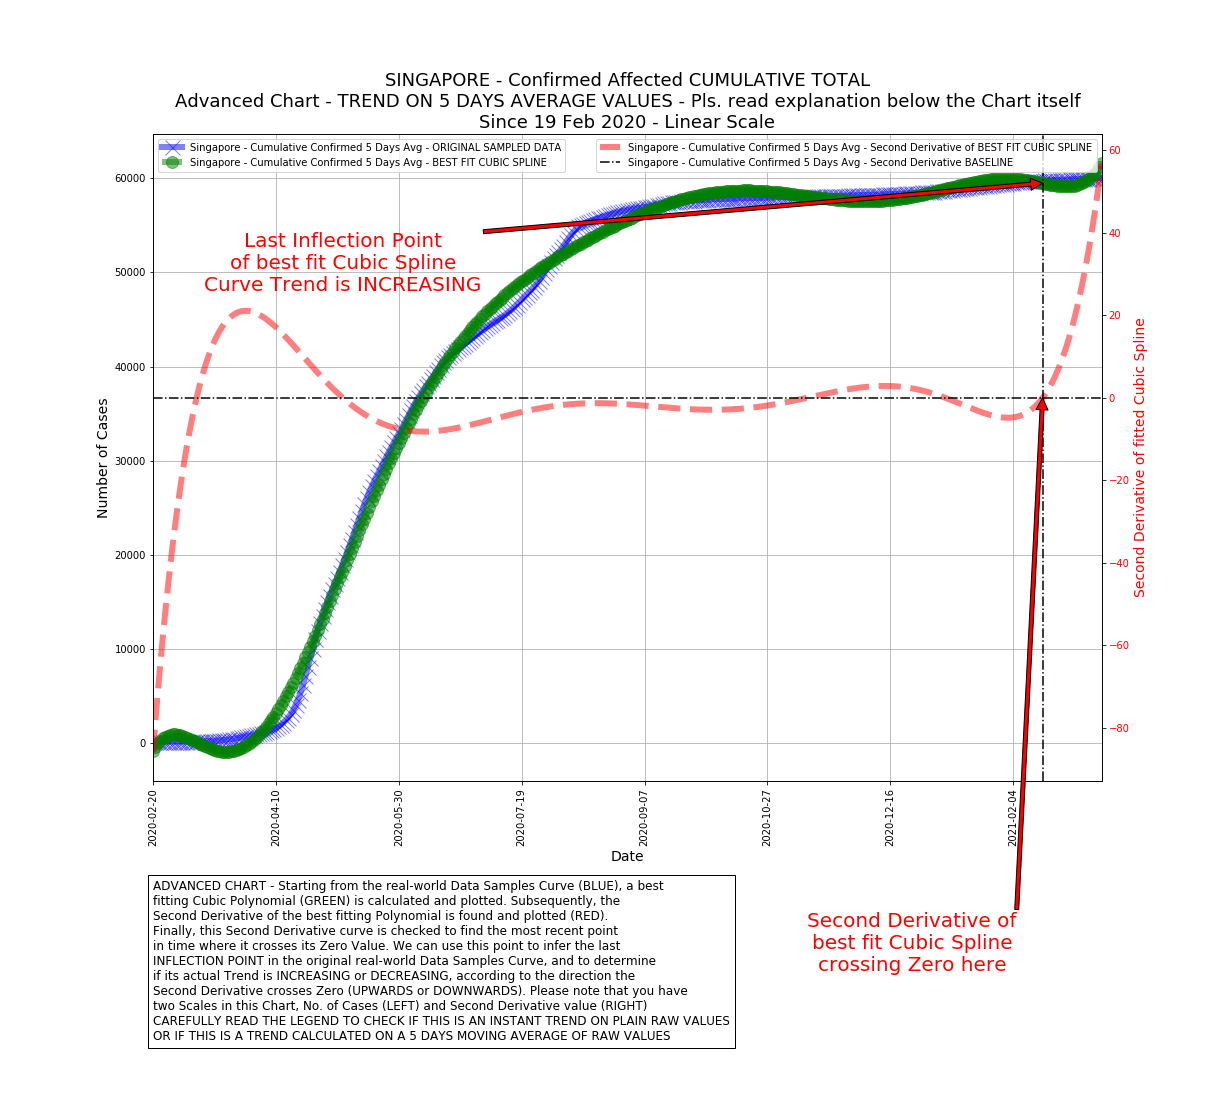 SINGAPORE - Confirmed Affected CUMULATIVE TOTAL
Advanced Chart - TREND ON 5 DAYS AVERAGE VALUES - Pls. read explanation below the Chart itself
Since 19 Feb 2020 - Linear Scale
Singapore - Cumulative Confirmed 5 Days Avg - ORIGINAL SAMPLED DATA
Singapore - Cumulative Confirmed 5 Days Avg - BEST FIT CUBIC SPLINE
Singapore - Cumulative Confirmed 5 Days Avg - Second Derivative of BEST FIT CUBIC SPLINE
Singapore - Cumulative Confirmed 5 Days Avg - Second Derivative BASELINE
Last Inflection Point
of best fit Cubic Spline
Curve Trend is INCREASING
Number of Cases
60000
50000
40000
30000
20000
10000
0
60
40
20
0
−20
−40
−60
−80
Second Derivative of fitted Cubic Spline
2020-02-20
2020-04-10
2020-05-30
2020-07-19
2020-09-07
2020-10-27
2020-12-16
2021-02-04
Date
ADVANCED CHART - Starting from the real-world Data Samples Curve (BLUE), a best
fitting Cubic Polynomial (GREEN) is calculated and plotted. Subsequently, the
Second Derivative of the best fitting Polynomial is found and plotted (RED).
Finally, this Second Derivative curve is checked to find the most recent point
in time where it crosses its Zero Value. We can use this point to infer the last
INFLECTION POINT in the original real-world Data Samples Curve, and to determine
if its actual Trend is INCREASING or DECREASING, according to the direction the
Second Derivative crosses Zero (UPWARDS or DOWNWARDS). Please note that you have
two Scales in this Chart, No. of Cases (LEFT) and Second Derivative value (RIGHT)
CAREFULLY READ THE LEGEND TO CHECK IF THIS IS AN INSTANT TREND ON PLAIN RAW VALUES
OR IF THIS IS A TREND CALCULATED ON A 5 DAYS MOVING AVERAGE OF RAW VALUES
Second Derivative of
best fit Cubic Spline
crossing Zero here